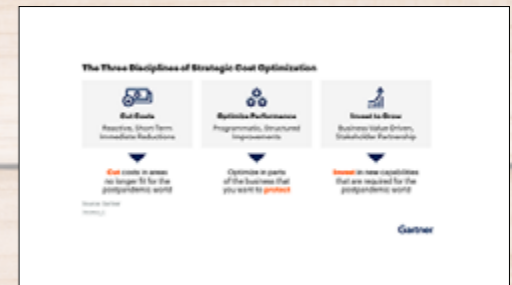 The Three Disciplines of Strategic Cost Optimization
Cut Costs
Reactive, Short-Term
Immediate Reductions
Optimize Performance
Programmatic, Structured
Improvements
Invest to Grow
Business Value-Driven,
Stakeholder Partnership
Cut costs in areas
no longer fit for the
postpandemic world
Optimize in parts
of the business that
you want to protect
Invest in new capabilities
that are required for the
postpandemic world
Source: Gartner
Gartner